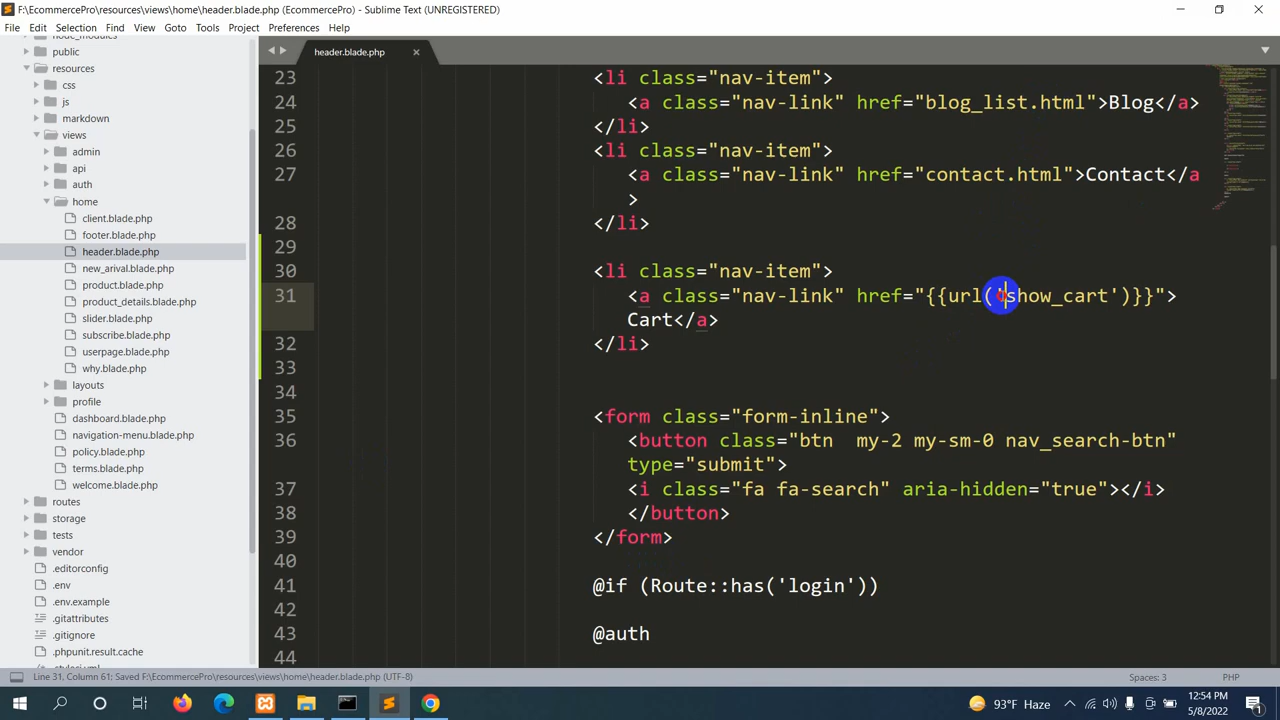 F:\EcommercePro\resources\views\home\header.blade.php (EcommercePro) - Sublime Text (UNREGISTERED)
File Edit Selection Find View Goto Tools Project Preferences Help
node_modules
public
resources
css
js
markdown
views
admin
api
auth
home
client.blade.php
footer.blade.php
header.blade.php
new_arival.blade.php
product.blade.php
product_details.blade.php
slider.blade.php
subscribe.blade.php
userpage.blade.php
why.blade.php
layouts
profile
dashboard.blade.php
navigation-menu.blade.php
policy.blade.php
terms.blade.php
welcome.blade.php
routes
storage
tests
vendor
.editorconfig
.env
.env.example
.gitattributes
.gitignore
.phpunit.result.cache
.styleci.yml
header.blade.php
23 <li class="nav-item">
24 <a class="nav-link" href="blog_list.html">Blog</a>
25 </li>
26 <li class="nav-item">
27 <a class="nav-link" href="contact.html">Contact</a
>
28 </li>
29
30 <li class="nav-item">
31 <a class="nav-link" href="{{url('show_cart')}}">
Cart</a>
32 </li>
33
34
35 <form class="form-inline">
36 <button class="btn  my-2 my-sm-0 nav_search-btn"
type="submit">
37 <i class="fa fa-search" aria-hidden="true"></i>
38 </button>
39 </form>
40
41 @if (Route::has('login'))
42
43 @auth
44
Line 31, Column 61; Saved F:\EcommercePro\resources\views\home\header.blade.php (UTF-8)
Spaces: 3
PHP
93°F Haze
12:54 PM
5/8/2022
1